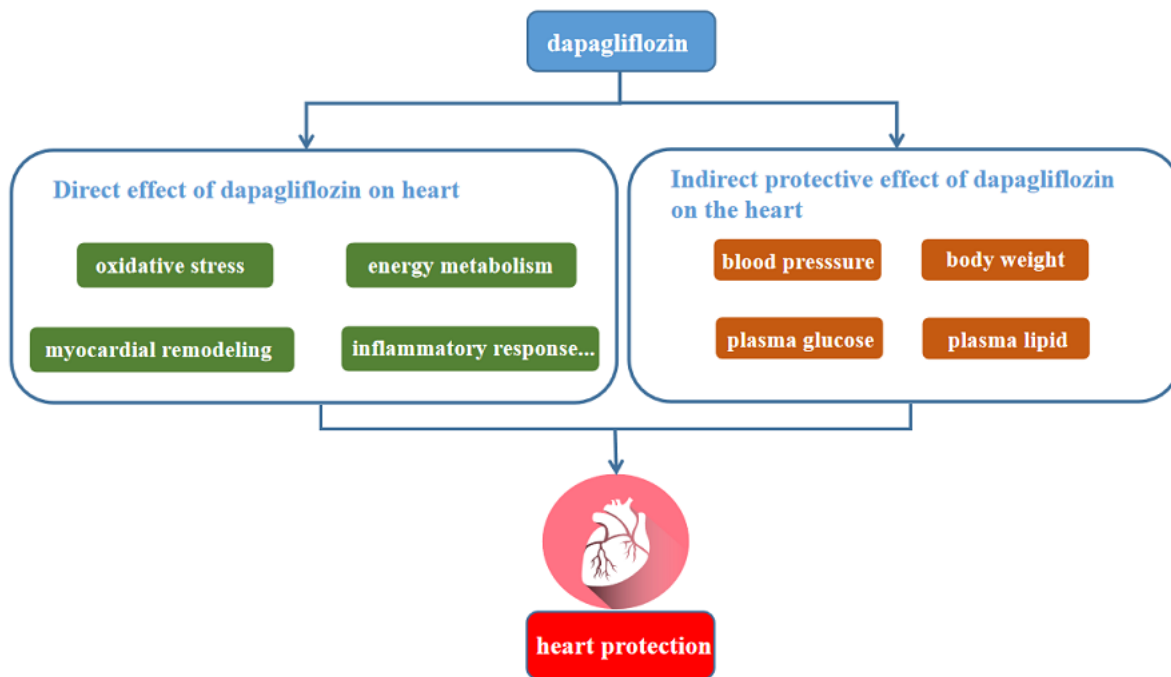 dapagliflozin
Direct effect of dapagliflozin on heart
oxidative stress
energy metabolism
myocardial remodeling
inflammatory response...
Indirect protective effect of dapagliflozin
on the heart
blood presssure
body weight
plasma glucose
plasma lipid
heart protection